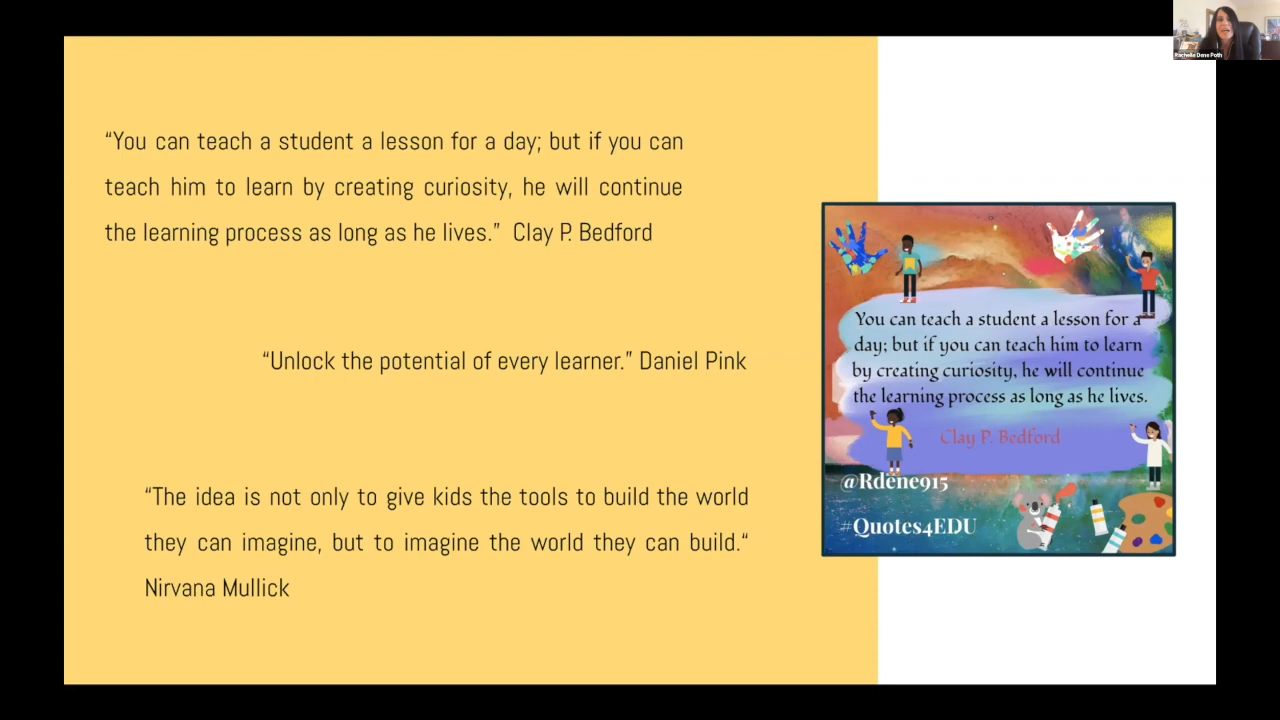 Rachelle Dene Poth
“You can teach a student a lesson for a day; but if you can
teach him to learn by creating curiosity, he will continue
the learning process as long as he lives.” Clay P. Bedford
“Unlock the potential of every learner.” Daniel Pink
“The idea is not only to give kids the tools to build the world
they can imagine, but to imagine the world they can build.“
Nirvana Mullick
You can teach a student a lesson for a
day; but if you can teach him to learn
by creating curiosity, he will continue
the learning process as long as he lives.
Clay P. Bedford
@Rdene915
#Quotes4EDU